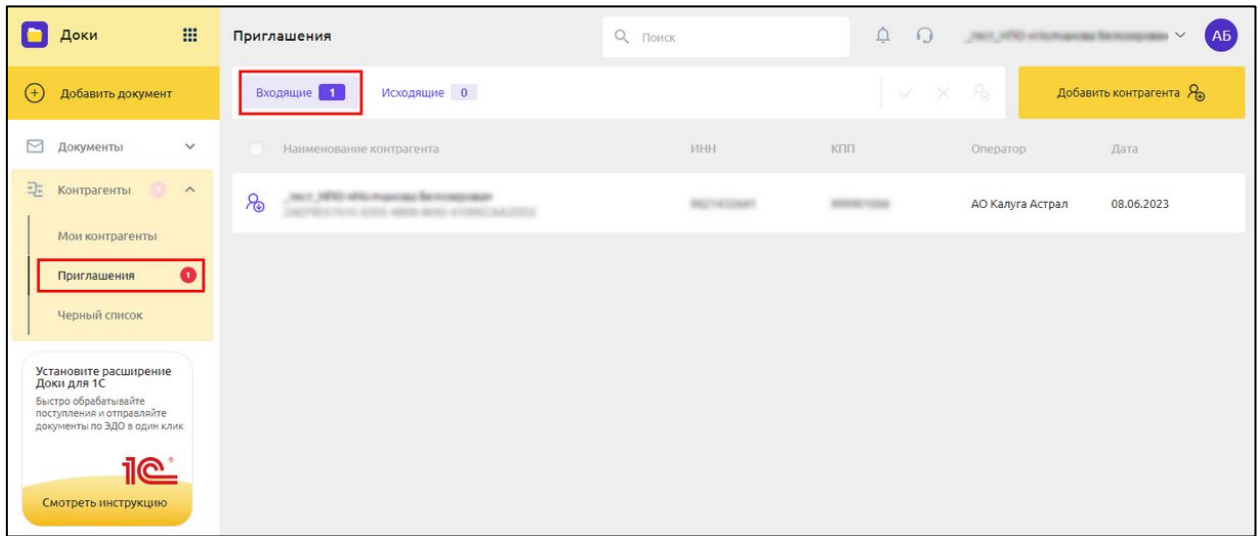 Доки
Приглашения
Поиск
АБ
Добавить документ
Входящие 1
Исходящие 0
Добавить контрагента
Документы
Наименование контрагента
ИНН
КПП
Оператор
Дата
Контрагенты 1
АО Калуга Астрал
08.06.2023
Мои контрагенты
Приглашения 1
Черный список
Установите расширение
Доки для 1С
Быстро обрабатывайте
поступления и отправляйте
документы по ЭДО в один клик
1С®
Смотреть инструкцию